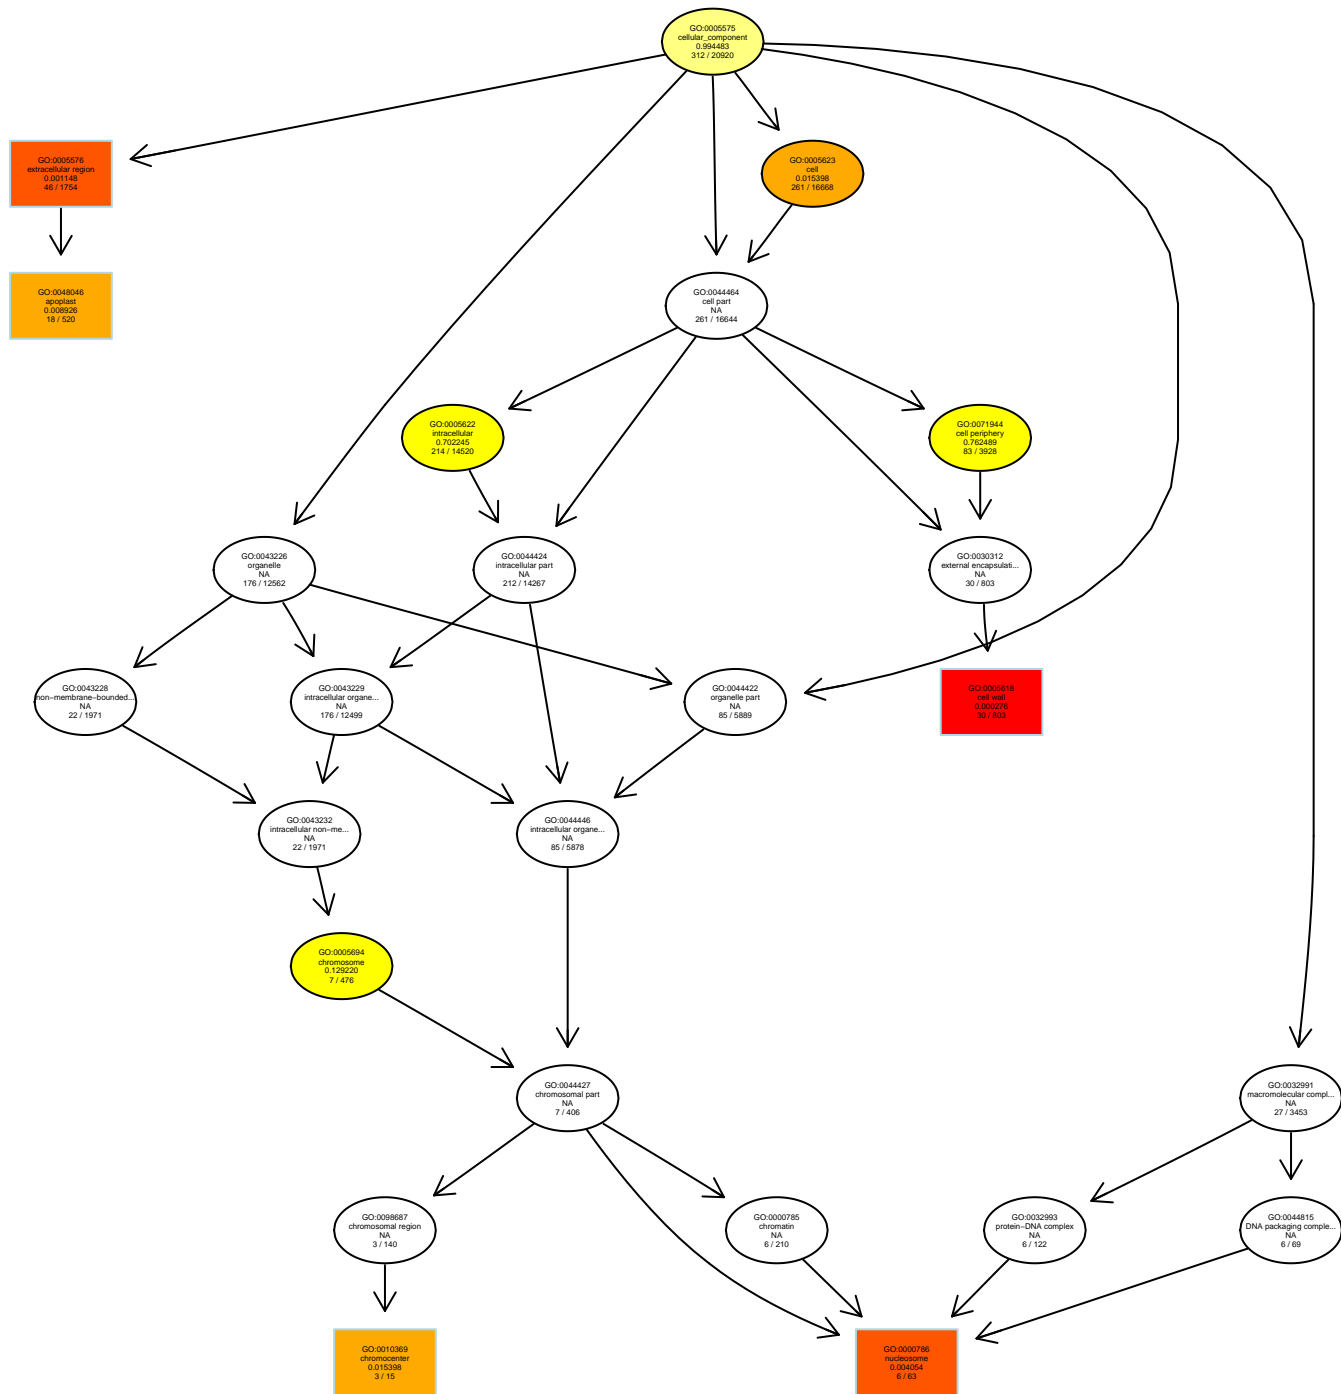 GO:0005575
cellular_component
0.994483
312 / 20920
GO:0005576
extracellular region
0.001148
46 / 1754
GO:0005623
cell
0.015398
261 / 16668
GO:0048046
apoplast
0.008926
18 / 520
GO:0044464
cell part
NA
261 / 16644
GO:0005622
intracellular
0.702245
214 / 14520
GO:0071944
cell periphery
0.762489
83 / 3928
GO:0043226
organelle
NA
176 / 12562
GO:0044424
intracellular part
NA
212 / 14267
GO:0030312
external encapsulati...
NA
30 / 803
GO:0043228
non−membrane−bounded...
NA
22 / 1971
GO:0043229
intracellular organe...
NA
176 / 12499
GO:0044422
organelle part
NA
85 / 5889
GO:0005618
cell wall
0.000276
30 / 803
GO:0043232
intracellular non−me...
NA
22 / 1971
GO:0044446
intracellular organe...
NA
85 / 5878
GO:0005694
chromosome
0.129220
7 / 476
GO:0044427
chromosomal part
NA
7 / 406
GO:0032991
macromolecular compl...
NA
27 / 3453
GO:0098687
chromosomal region
NA
3 / 140
GO:0000785
chromatin
NA
6 / 210
GO:0032993
protein−DNA complex
NA
6 / 122
GO:0044815
DNA packaging comple...
NA
6 / 69
GO:0010369
chromocenter
0.015398
3 / 15
GO:0000786
nucleosome
0.004054
6 / 63